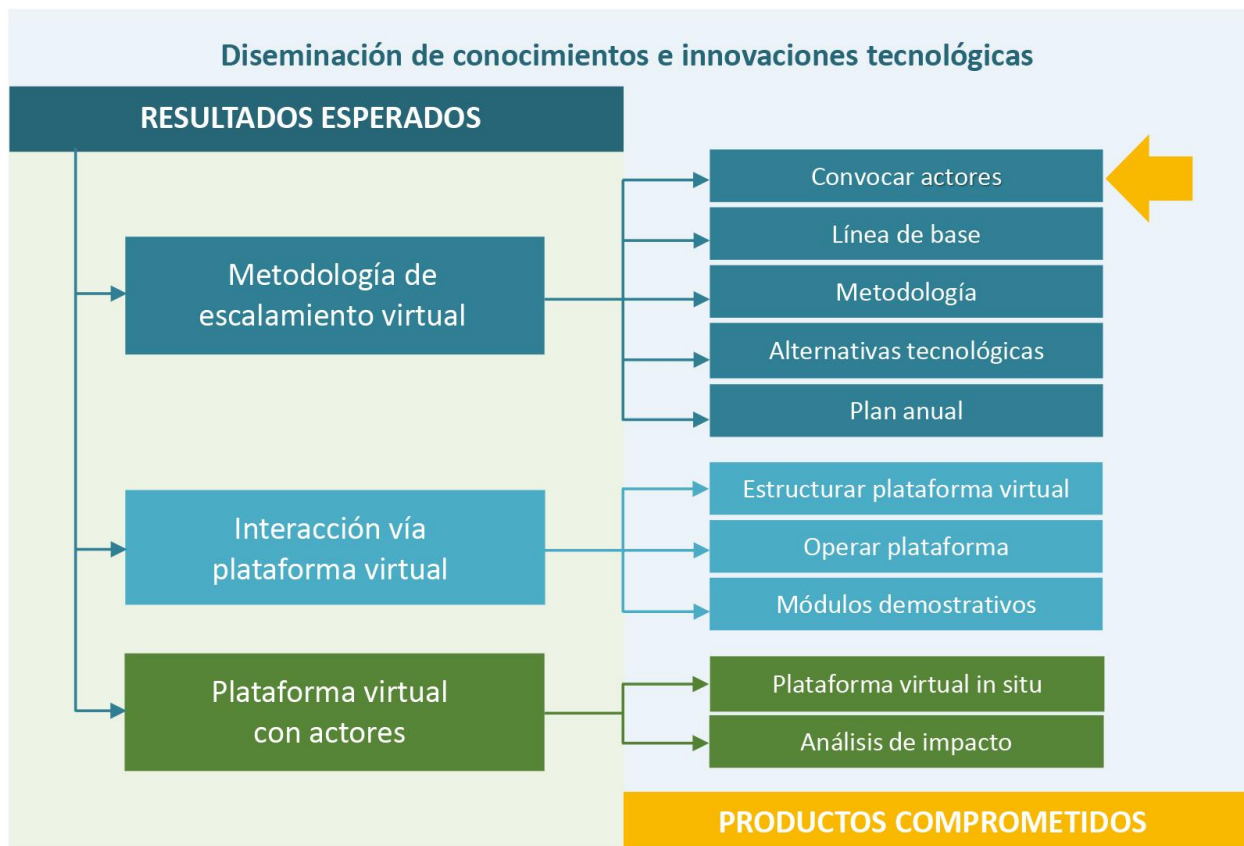 Diseminación de conocimientos e innovaciones tecnológicas
RESULTADOS ESPERADOS
Metodología de
escalamiento virtual
Convocar actores
Línea de base
Metodología
Alternativas tecnológicas
Plan anual
Interacción vía
plataforma virtual
Estructurar plataforma virtual
Operar plataforma
Módulos demostrativos
Plataforma virtual
con actores
Plataforma virtual in situ
Análisis de impacto
PRODUCTOS COMPROMETIDOS